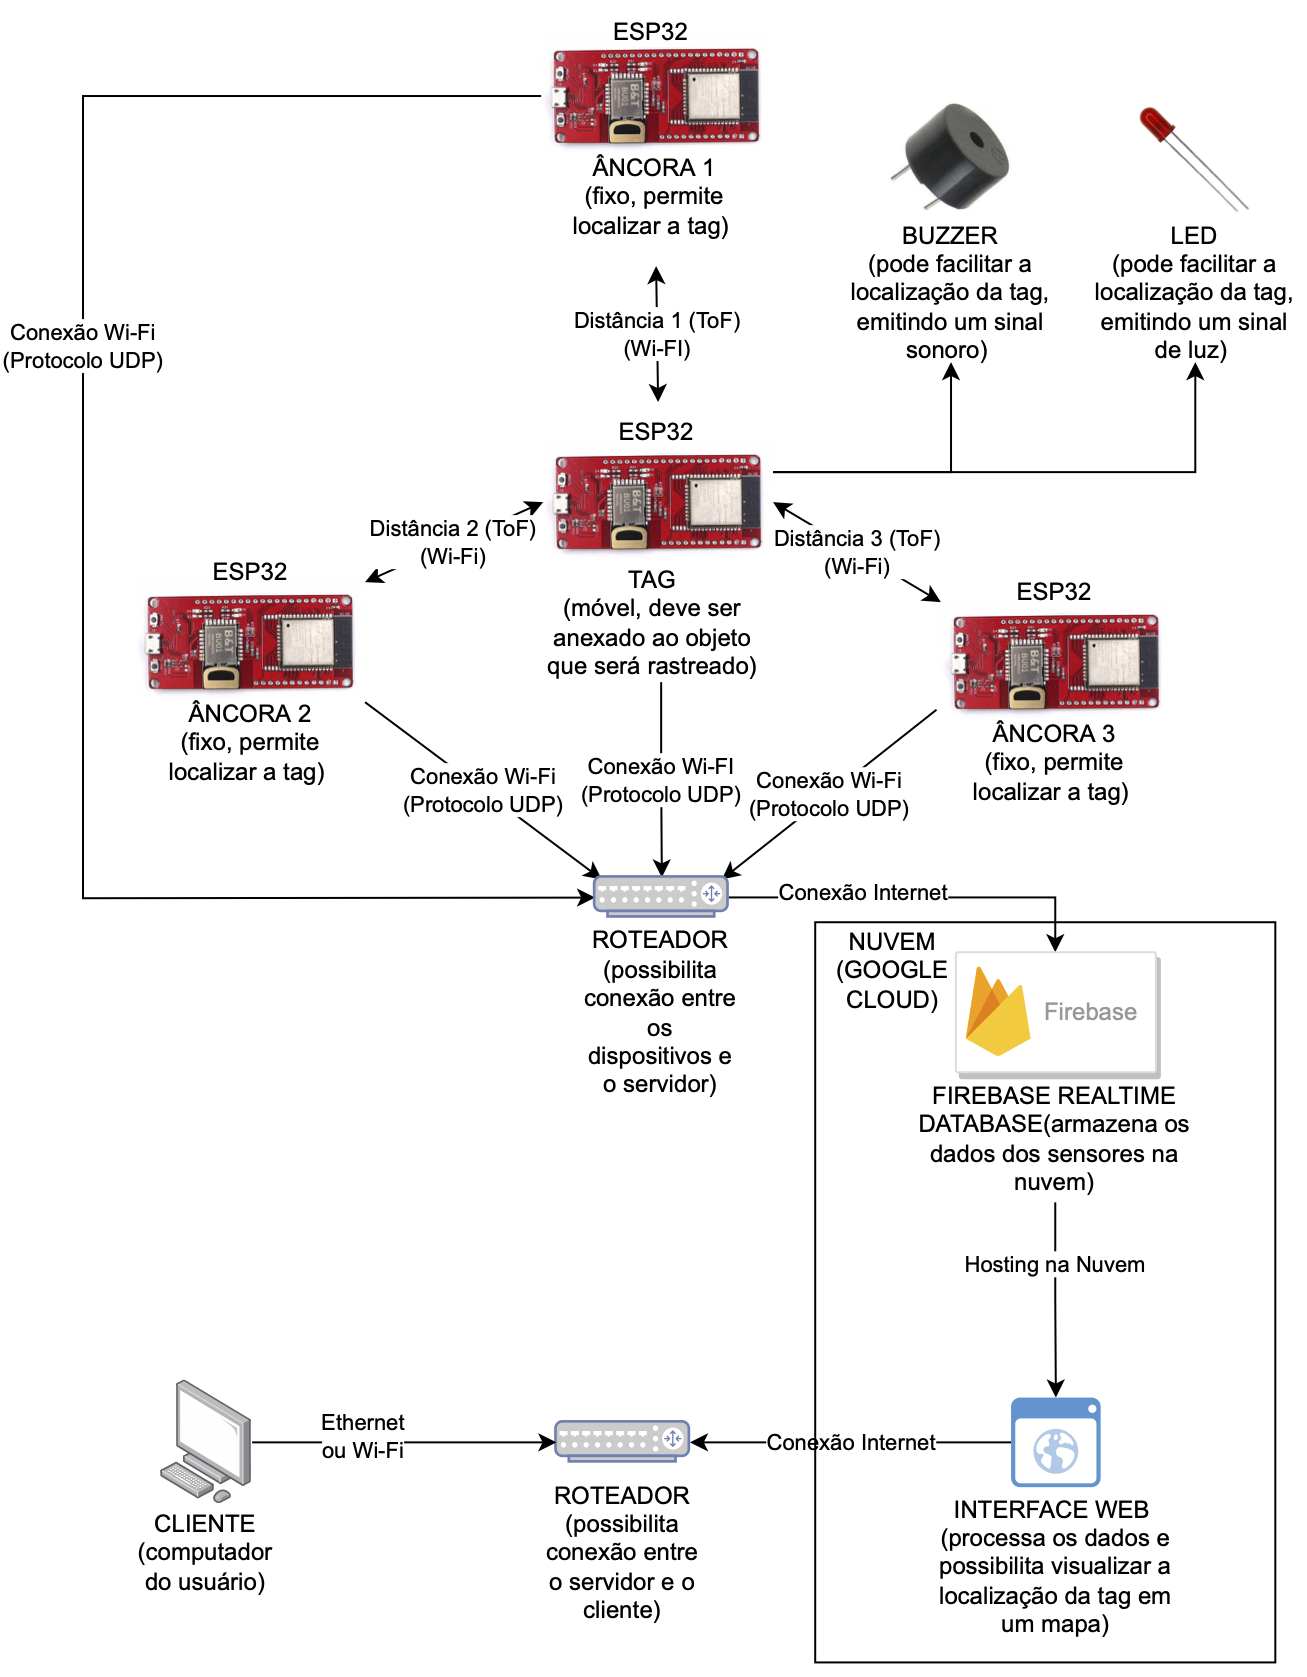 ESP32
B&T
BU01
ÂNCORA 1
(fixo, permite
localizar a tag)
BUZZER
(pode facilitar a
localização da tag,
emitindo um sinal
sonoro)
LED
(pode facilitar a
localização da tag,
emitindo um sinal
de luz)
Conexão Wi-Fi
(Protocolo UDP)
Distância 1 (ToF)
(Wi-FI)
ESP32
B&T
BU01
TAG
(móvel, deve ser
anexado ao objeto
que será rastreado)
Distância 2 (ToF)
(Wi-Fi)
Distância 3 (ToF)
(Wi-Fi)
ESP32
B&T
BU01
ÂNCORA 2
(fixo, permite
localizar a tag)
ESP32
B&T
BU01
ÂNCORA 3
(fixo, permite
localizar a tag)
Conexão Wi-Fi
(Protocolo UDP)
Conexão Wi-FI
(Protocolo UDP)
Conexão Wi-Fi
(Protocolo UDP)
ROTEADOR
(possibilita
conexão entre
os
dispositivos e
o servidor)
Conexão Internet
NUVEM
(GOOGLE
CLOUD)
Firebase
FIREBASE REALTIME
DATABASE(armazena os
dados dos sensores na
nuvem)
Hosting na Nuvem
CLIENTE
(computador
do usuário)
Ethernet
ou Wi-Fi
ROTEADOR
(possibilita
conexão entre
o servidor e o
cliente)
Conexão Internet
INTERFACE WEB
(processa os dados e
possibilita visualizar a
localização da tag em
um mapa)